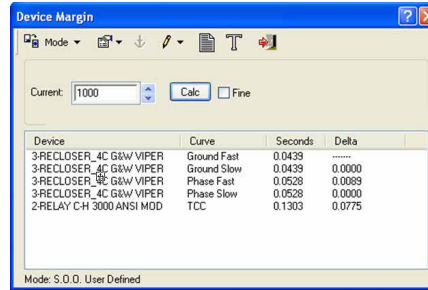 Device Margin
Mode
Current: 1000 Calc Fine
Device Curve Seconds Delta
3-RECLOSER_4C G&W VIPER Ground Fast 0.0439 -------
3-RECLOSER_4C G&W VIPER Ground Slow 0.0439 0.0000
3-RECLOSER_4C G&W VIPER Phase Fast 0.0528 0.0089
3-RECLOSER_4C G&W VIPER Phase Slow 0.0528 0.0000
2-RELAY C-H 3000 ANSI MOD TCC 0.1303 0.0775
Mode: S.O.O. User Defined